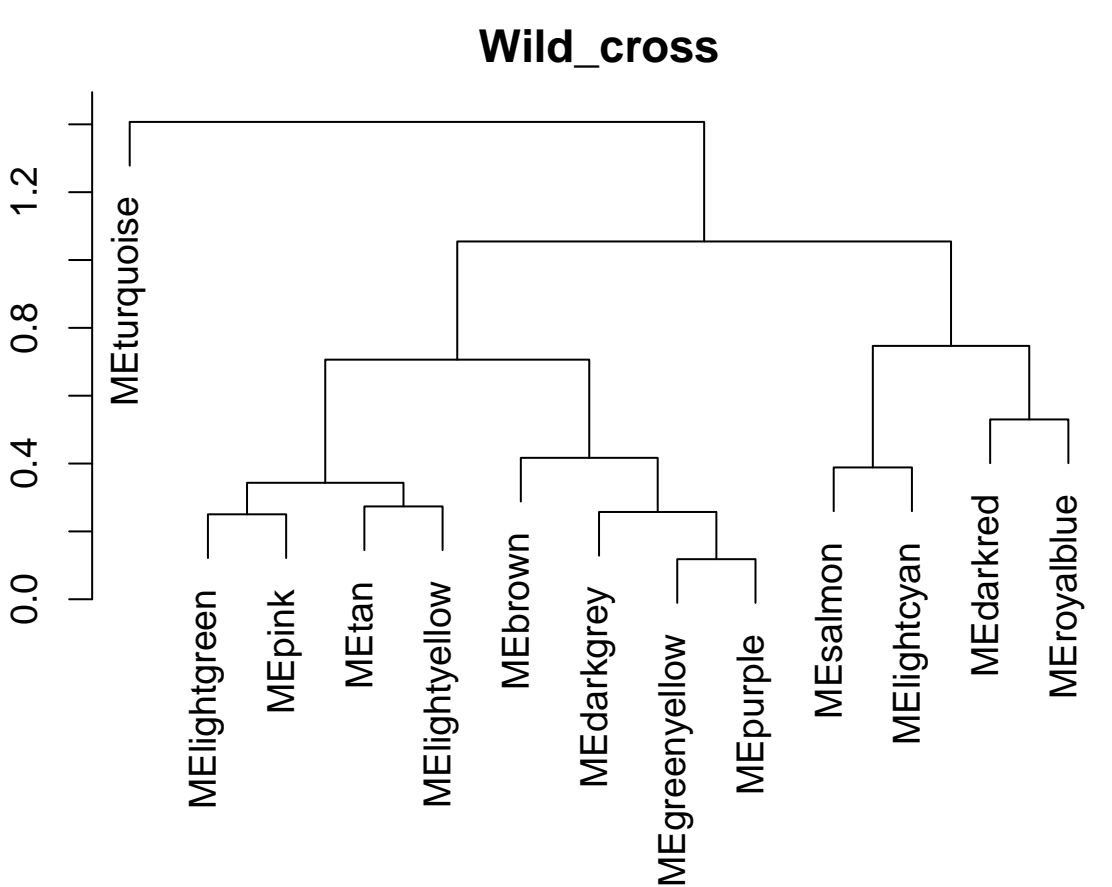 Wild_cross
1.2
0.8
0.4
0.0
MEturquoise
MElightgreen
MEpink
MEtan
MElightyellow
MEbrown
MEdarkgrey
MEgreenyellow
MEpurple
MEsalmon
MElightcyan
MEdarkred
MEroyalblue